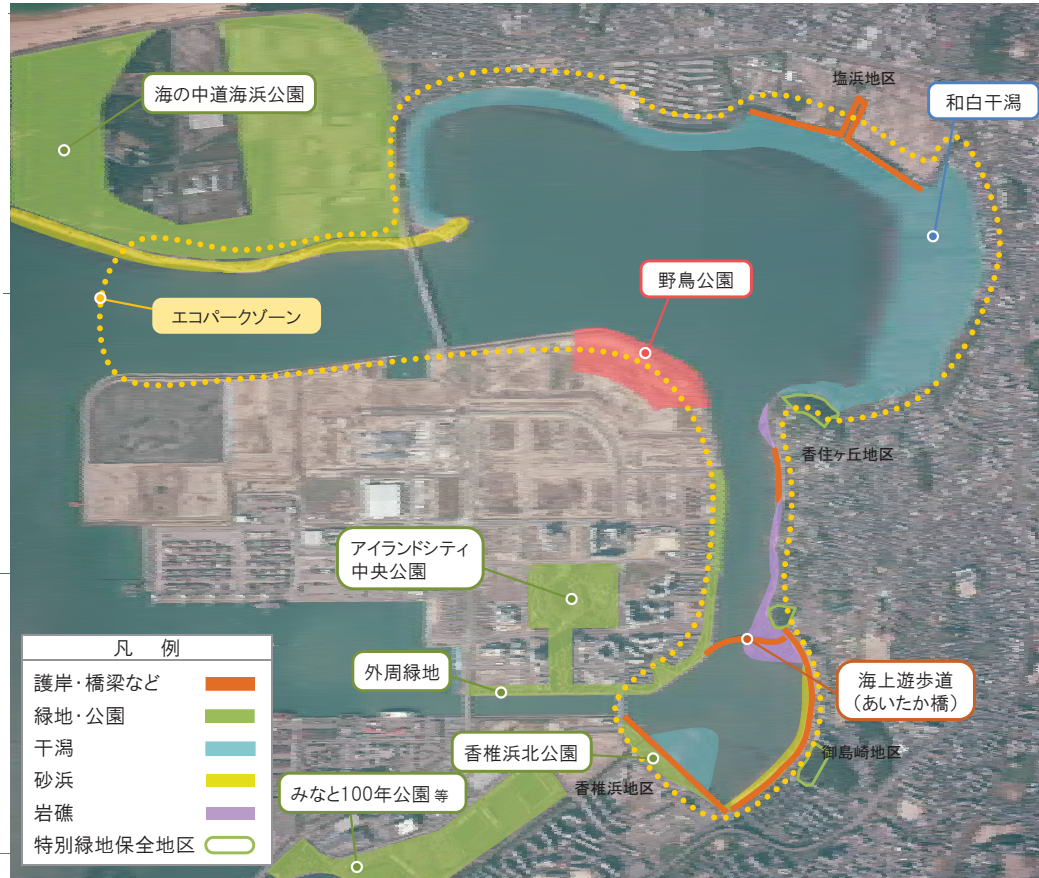 塩浜地区
海の中道海浜公園
和白干潟
野鳥公園
エコパークゾーン
香住ヶ丘地区
アイランドシティ
中央公園
外周緑地
海上遊歩道
（あいたか橋）
香椎浜北公園
御島崎地区
香椎浜地区
みなと100年公園 等
凡 例
護岸・橋梁など
緑地・公園
干潟
砂浜
岩礁
特別緑地保全地区